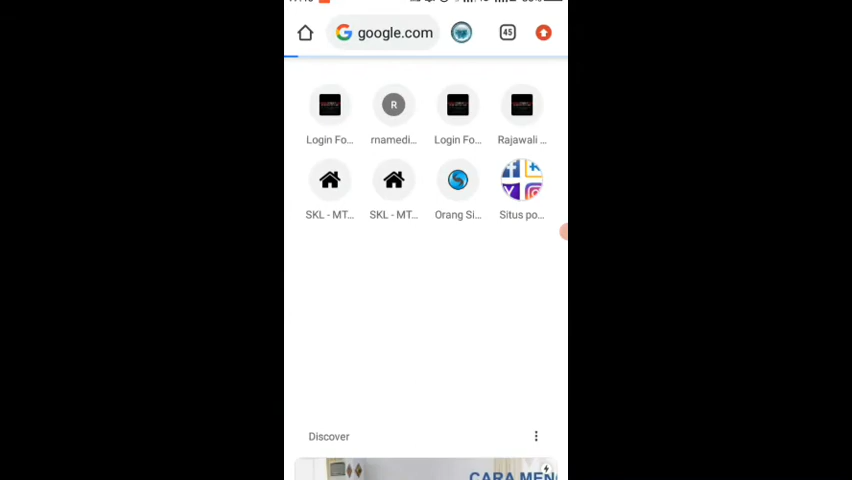 google.com
45
R
Login Fo...
rnamedi...
Login Fo...
Rajawali ...
SKL - MT...
SKL - MT...
Orang Si...
Situs po...
Discover
CARA MEN